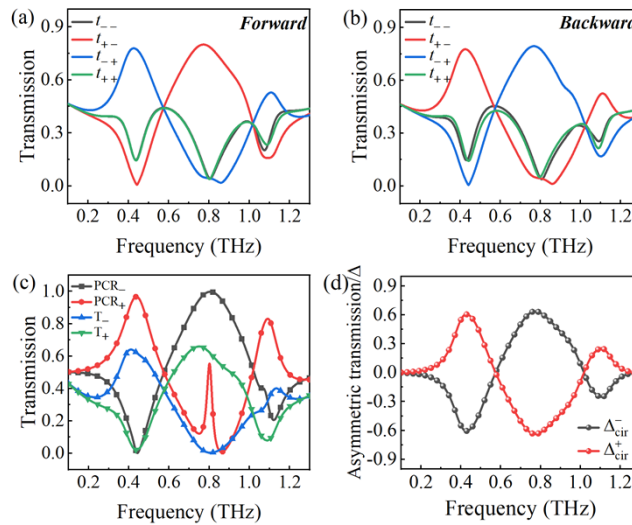 (a)
Forward
t₋₋
t₊₋
t₋₊
t₊₊
Transmission
0.9
0.6
0.3
0.0
0.2 0.4 0.6 0.8 1.0 1.2
Frequency (THz)
(b)
Backward
t₋₋
t₊₋
t₋₊
t₊₊
Transmission
0.9
0.6
0.3
0.0
0.2 0.4 0.6 0.8 1.0 1.2
Frequency (THz)
(c)
PCR₋
PCR₊
T₋
T₊
Transmission
1.0
0.8
0.6
0.4
0.2
0.0
0.2 0.4 0.6 0.8 1.0 1.2
Frequency (THz)
(d)
Asymmetric transmission/Δ
0.9
0.6
0.3
0.0
-0.3
-0.6
-0.9
Δ⁻cir
Δ⁺cir
0.2 0.4 0.6 0.8 1.0 1.2
Frequency (THz)